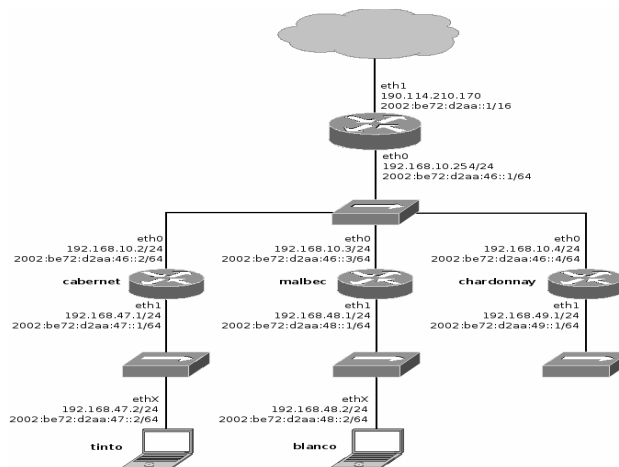 eth1
190.114.210.170
2002:be72:d2aa::1/16
eth0
192.168.10.254/24
2002:be72:d2aa:46::1/64
eth0
192.168.10.2/24
2002:be72:d2aa:46::2/64
eth0
192.168.10.3/24
2002:be72:d2aa:46::3/64
eth0
192.168.10.4/24
2002:be72:d2aa:46::4/64
cabernet
malbec
chardonnay
eth1
192.168.47.1/24
2002:be72:d2aa:47::1/64
eth1
192.168.48.1/24
2002:be72:d2aa:48::1/64
eth1
192.168.49.1/24
2002:be72:d2aa:49::1/64
ethX
192.168.47.2/24
2002:be72:d2aa:47::2/64
ethX
192.168.48.2/24
2002:be72:d2aa:48::2/64
tinto
blanco